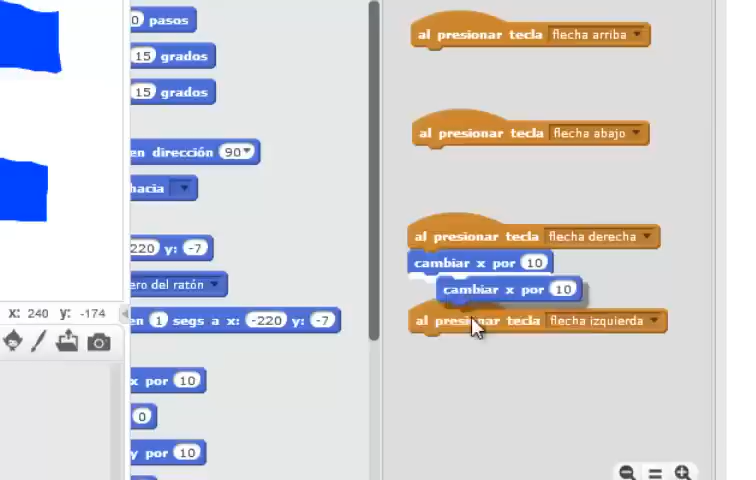 0 pasos
15 grados
15 grados
en dirección 90
hacia
220 y: -7
ero del ratón
en 1 segs a x: -220 y: -7
x por 10
0
y por 10
x: 240 y: -174
al presionar tecla flecha arriba
al presionar tecla flecha abajo
al presionar tecla flecha derecha
cambiar x por 10
cambiar x por 10
al presionar tecla flecha izquierda